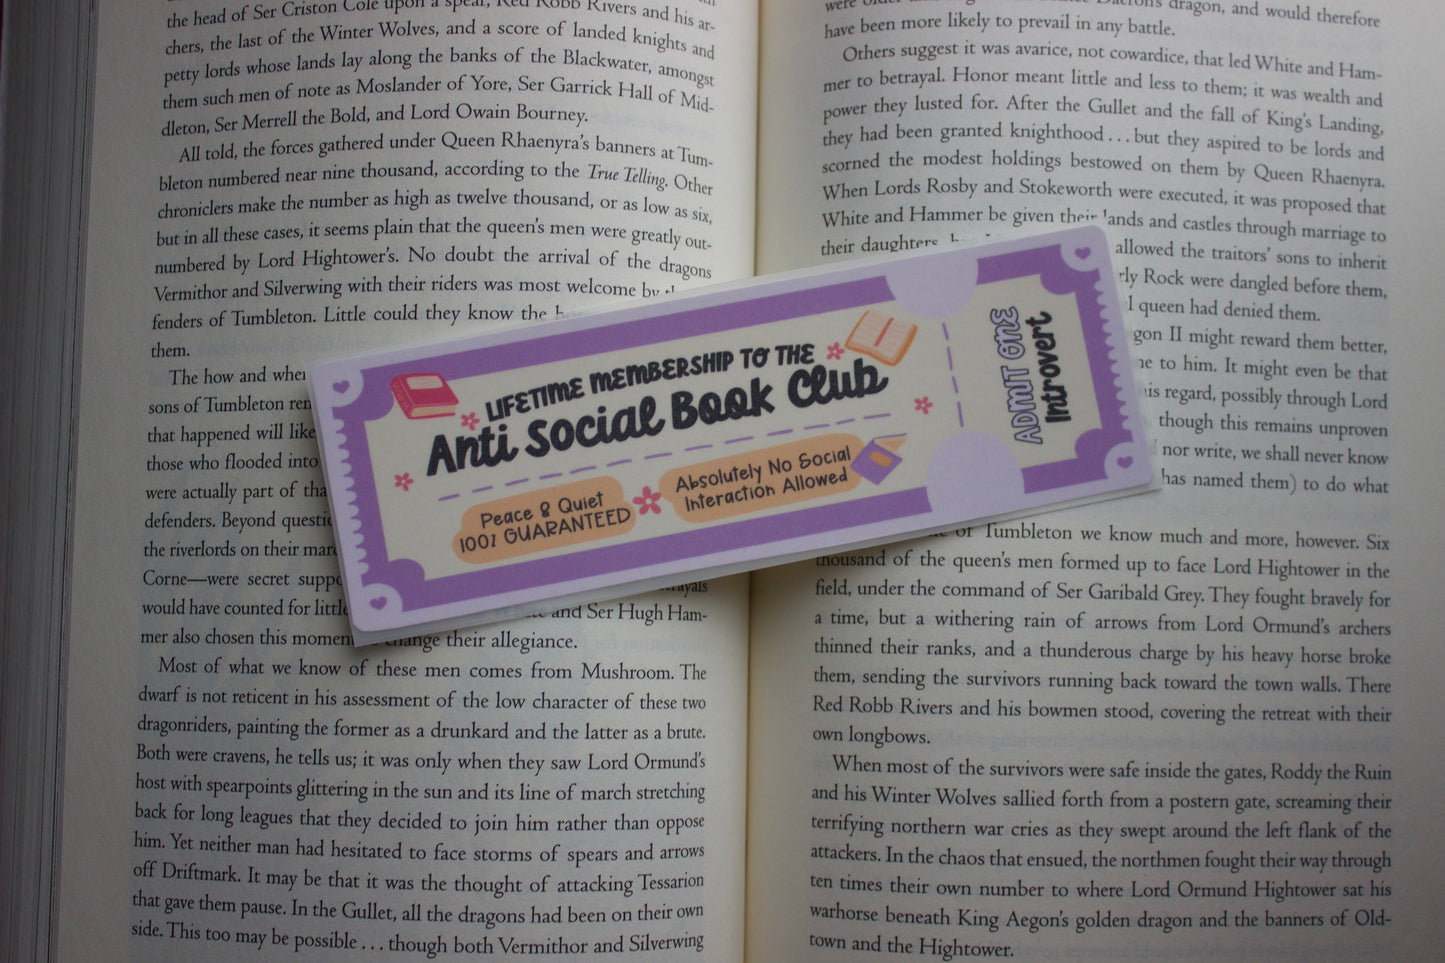 the head of Ser Criston Cole upon a spear, Red Robb Rivers and his ar-
chers, the last of the Winter Wolves, and a score of landed knights and
petty lords whose lands lay along the banks of the Blackwater, amongst
them such men of note as Moslander of Yore, Ser Garrick Hall of Mid-
dleton, Ser Merrell the Bold, and Lord Owain Bourney.
All told, the forces gathered under Queen Rhaenyra's banners at Tum-
bleton numbered near nine thousand, according to the True Telling. Other
chroniclers make the number as high as twelve thousand, or as low as six,
but in all these cases, it seems plain that the queen's men were greatly out-
numbered by Lord Hightower's. No doubt the arrival of the dragons
Vermithor and Silverwing with their riders was most welcome by
fenders of Tumbleton. Little could they know the
them.
The how and
sons of Tumbleton
that happened will
those who flooded into
were actually part of
defenders. Beyond
the riverlords on their
Corne—were secret
would have counted for and Ser Hugh Ham-
mer also chosen this change their allegiance.
Most of what we know of these men comes from Mushroom. The
dwarf is not reticent in his assessment of the low character of these two
dragonriders, painting the former as a drunkard and the latter as a brute.
Both were cravens, he tells us; it was only when they saw Lord Ormund's
host with spearpoints glittering in the sun and its line of march stretching
back for long leagues that they decided to join him rather than oppose
him. Yet neither man had hesitated to face storms of spears and arrows
off Driftmark. It may be that it was the thought of attacking Tessarion
that gave them pause. In the Gullet, all the dragons had been on their own
side. This too may be possible . . . though both Vermithor and Silverwing
LIFETIME MEMBERSHIP TO THE
Anti Social Book Club
Peace & Quiet
100% GUARANTEED
Absolutely No Social
Interaction Allowed
ADMIT ONE
Introvert
dragon, and would therefore
have been more likely to prevail in any battle.
Others suggest it was avarice, not cowardice, that led White and Ham-
mer to betrayal. Honor meant little and less to them; it was wealth and
power they lusted for. After the Gullet and the fall of King's Landing,
they had been granted knighthood . . . but they aspired to be lords and
scorned the modest holdings bestowed on them by Queen Rhaenyra.
When Lords Rosby and Stokeworth were executed, it was proposed that
White and Hammer be given their lands and castles through marriage to
their daughters, allowed the traitors' sons to inherit
Rock were dangled before them,
queen had denied them.
II might reward them better,
to him. It might even be that
regard, possibly through Lord
though this remains unproven
nor write, we shall never know
has named them) to do what
of Tumbleton we know much and more, however. Six
thousand of the queen's men formed up to face Lord Hightower in the
field, under the command of Ser Garibald Grey. They fought bravely for
a time, but a withering rain of arrows from Lord Ormund's archers
thinned their ranks, and a thunderous charge by his heavy horse broke
them, sending the survivors running back toward the town walls. There
Red Robb Rivers and his bowmen stood, covering the retreat with their
own longbows.
When most of the survivors were safe inside the gates, Roddy the Ruin
and his Winter Wolves sallied forth from a postern gate, screaming their
terrifying northern war cries as they swept around the left flank of the
attackers. In the chaos that ensued, the northmen fought their way through
ten times their own number to where Lord Ormund Hightower sat his
warhorse beneath King Aegon's golden dragon and the banners of Old-
town and the Hightower.